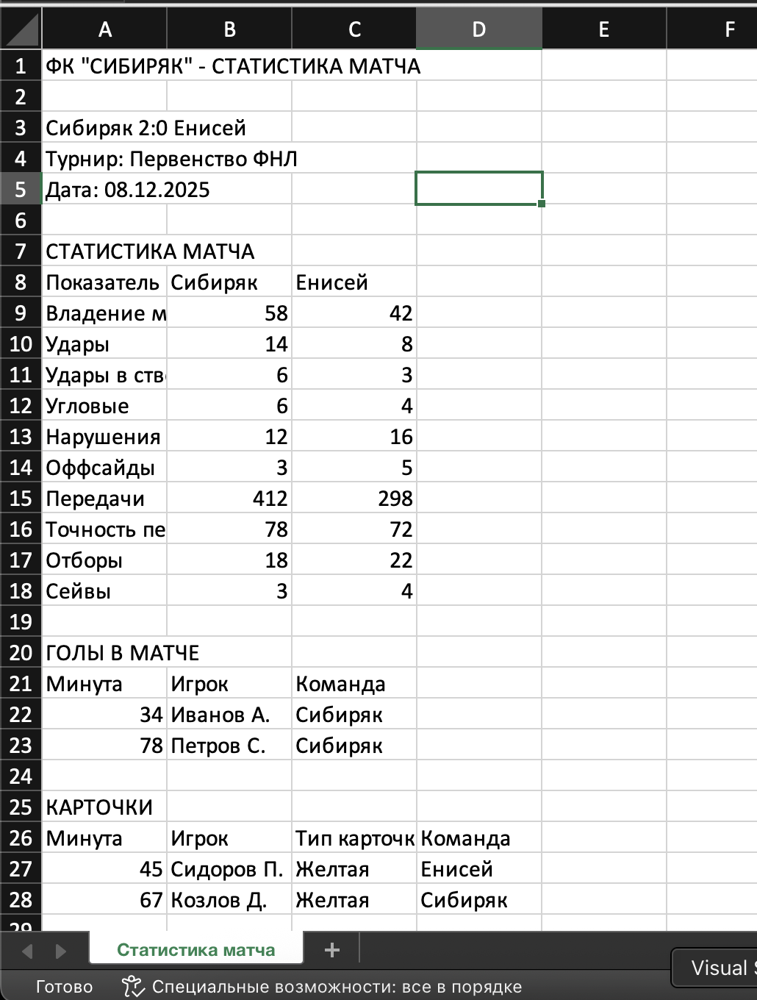 A B C D E F
1 ФК "СИБИРЯК" - СТАТИСТИКА МАТЧА
2
3 Сибиряк 2:0 Енисей
4 Турнир: Первенство ФНЛ
5 Дата: 08.12.2025
6
7 СТАТИСТИКА МАТЧА
8 Показатель Сибиряк Енисей
9 Владение м 58 42
10 Удары 14 8
11 Удары в ств 6 3
12 Угловые 6 4
13 Нарушения 12 16
14 Оффсайды 3 5
15 Передачи 412 298
16 Точность пе 78 72
17 Отборы 18 22
18 Сейвы 3 4
19
20 ГОЛЫ В МАТЧЕ
21 Минута Игрок Команда
22 34 Иванов А. Сибиряк
23 78 Петров С. Сибиряк
24
25 КАРТОЧКИ
26 Минута Игрок Тип карточк Команда
27 45 Сидоров П. Желтая Енисей
28 67 Козлов Д. Желтая Сибиряк
29
Статистика матча +
Готово Специальные возможности: все в порядке
Visual